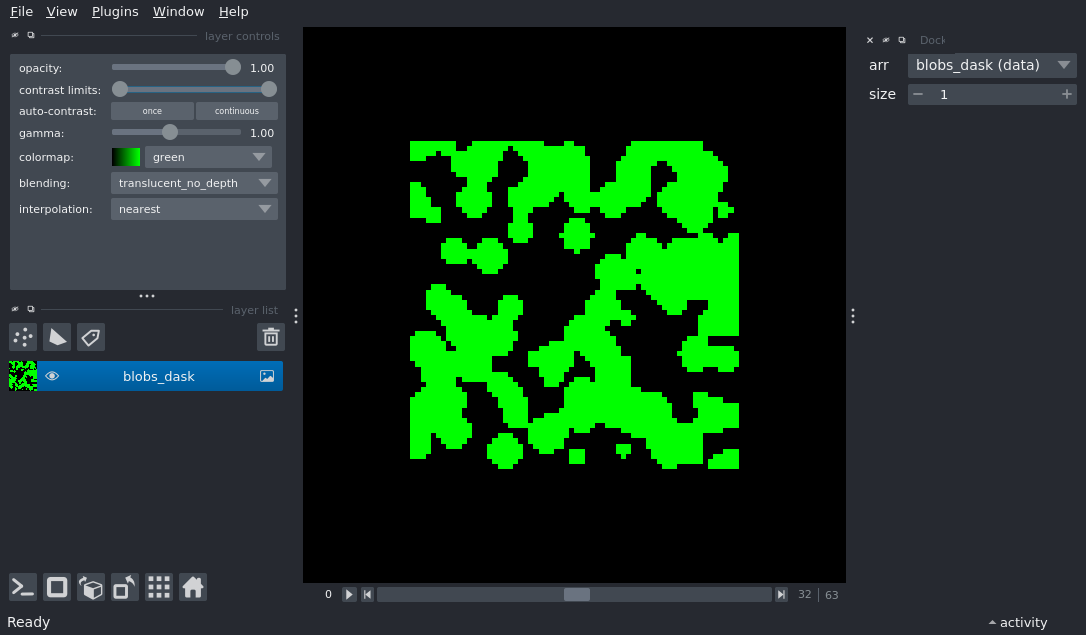 File View Plugins Window Help
layer controls
opacity: 1.00
contrast limits:
auto-contrast: once continuous
gamma: 1.00
colormap: green
blending: translucent_no_depth
interpolation: nearest
layer list
blobs_dask
0 32 63
Ready
Dock
arr blobs_dask (data)
size 1
activity